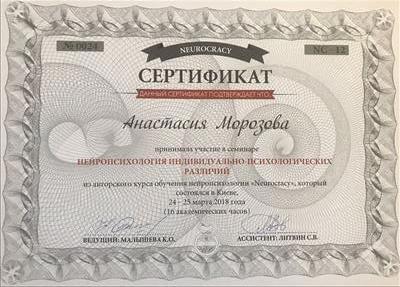 № 0024
NEUROCRACY
NC - 12
СЕРТИФИКАТ
ДАННЫЙ СЕРТИФИКАТ ПОДТВЕРЖДАЕТ ЧТО
Анастасия Морозова
принимала участие в семинаре
НЕЙРОПСИХОЛОГИЯ ИНДИВИДУАЛЬНО-ПСИХОЛОГИЧЕСКИХ
РАЗЛИЧИЙ
из авторского курса обучения нейропсихологии «Neurocracy», который
состоялся в Киеве,
24 - 25 марта 2018 года
(16 академических часов)
ВЕДУЩИЙ: МАЛЫШЕВА К.О.
АССИСТЕНТ: ЛИТВИН С.В.